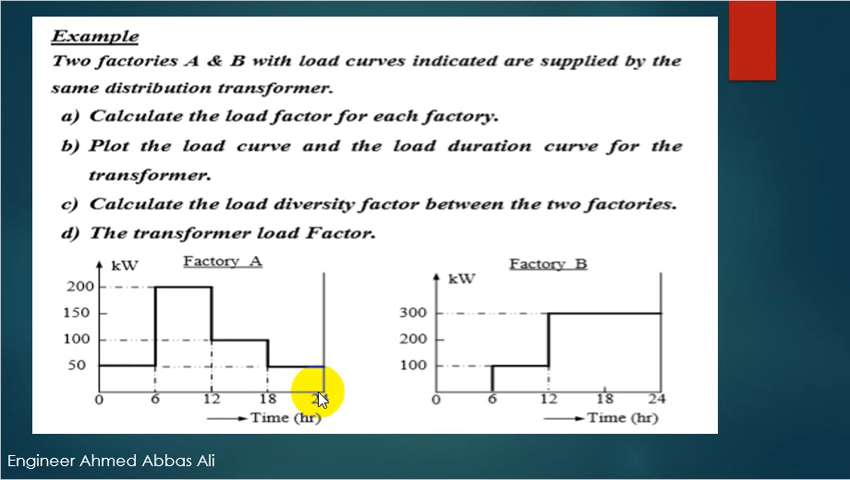 Example
Two factories A & B with load curves indicated are supplied by the
same distribution transformer.
a) Calculate the load factor for each factory.
b) Plot the load curve and the load duration curve for the
transformer.
c) Calculate the load diversity factor between the two factories.
d) The transformer load Factor.
Factory A
kW
200
150
100
50
0 6 12 18
Time (hr)
Factory B
kW
300
200
100
0 6 12 18 24
Time (hr)
Engineer Ahmed Abbas Ali